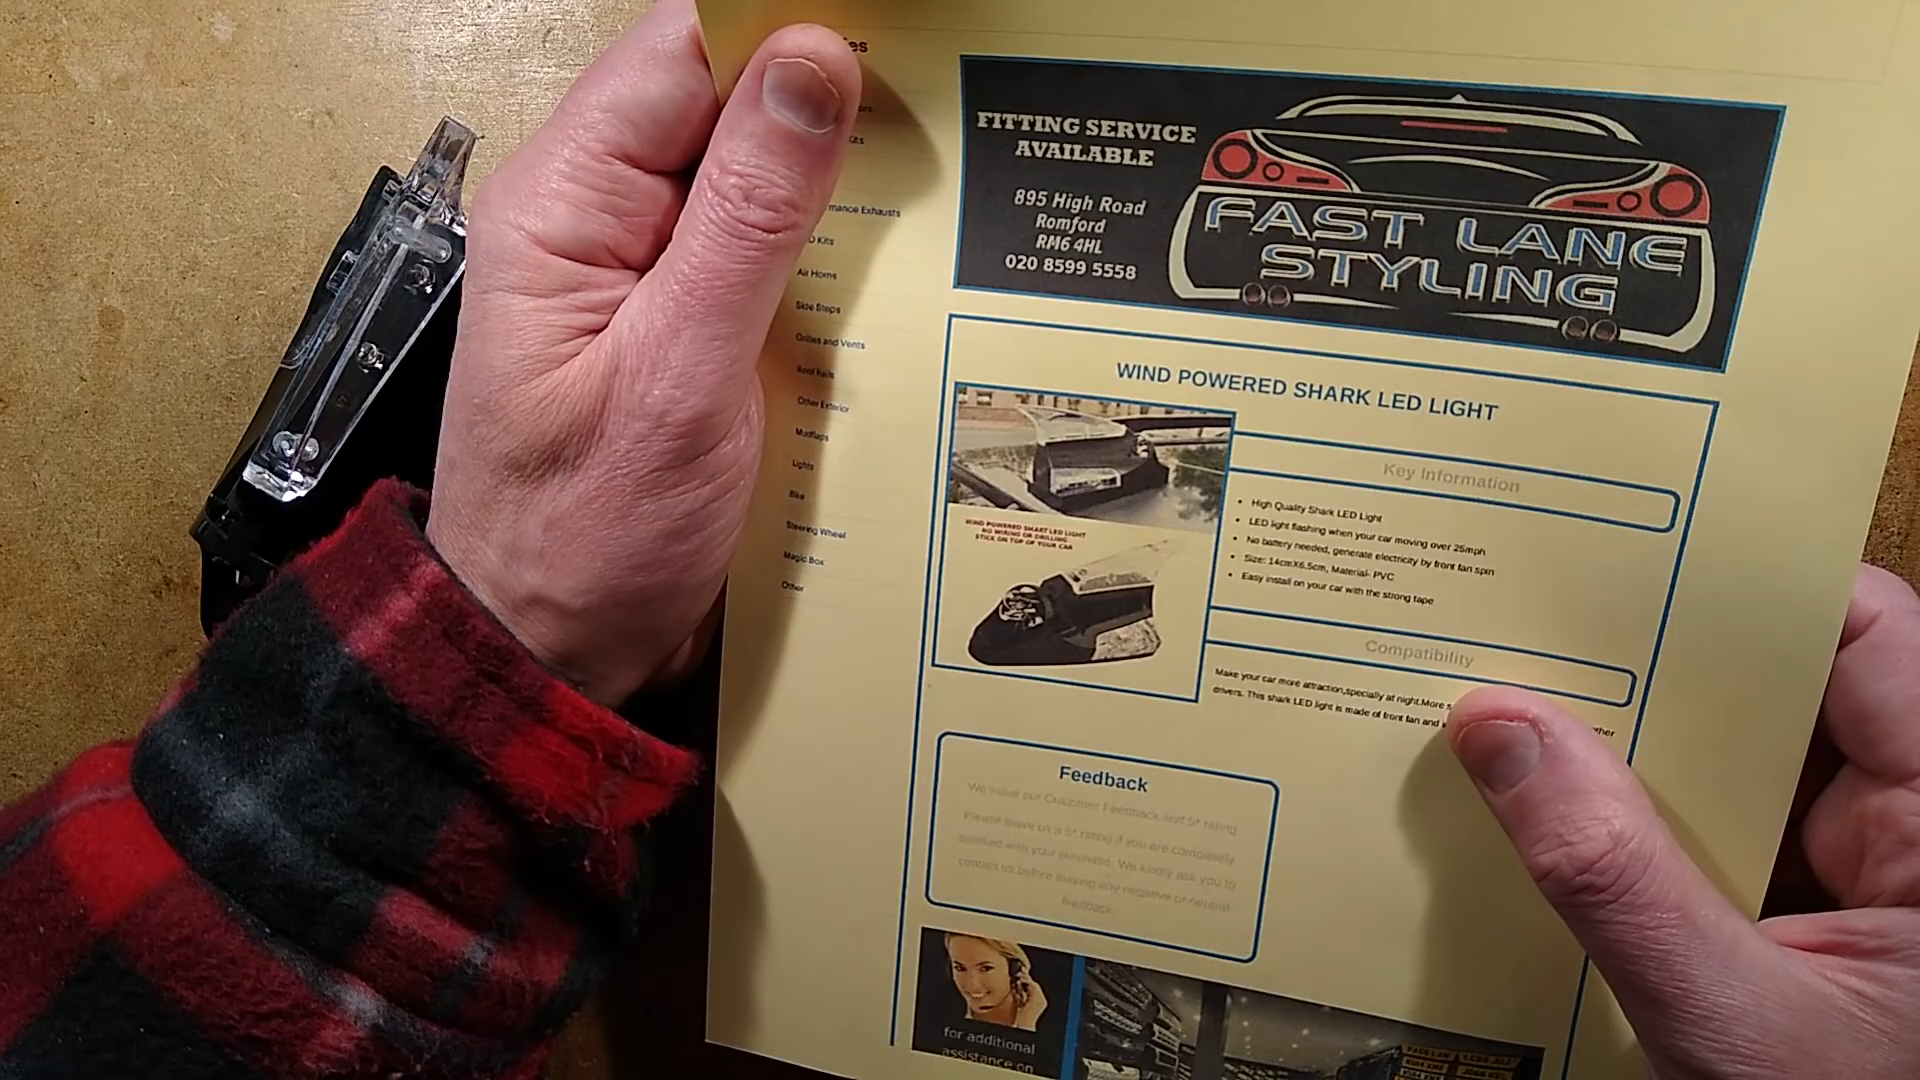 mance Exhausts
Kits
Air Horns
Side Steps
Grilles and Vents
Roof Rails
Other Exterior
Mudflaps
Lights
Bike
Steering Wheel
Magic Box
Other
FITTING SERVICE
AVAILABLE
895 High Road
Romford
RM6 4HL
020 8599 5558
FAST LANE
STYLING
WIND POWERED SHARK LED LIGHT
WIND POWERED SMART LED LIGHT
NO WIRING OR DRILLING
STICK ON TOP OF YOUR CAR
Key Information
• High Quality Shark LED Light
• LED light flashing when your car moving over 25mph
• No battery needed, generate electricity by front fan spin
• Size: 14cmX6.5cm, Material- PVC
• Easy install on your car with the strong tape
Compatibility
Make your car more attraction,specially at night.More s
drivers. This shark LED light is made of front fan and
Feedback
We value our Customer Feedback and 5* rating
Please leave us a 5* rating if you are completely
satisfied with your purchase. We kindly ask you to
contact us before leaving any negative or neutral
feedback
for additional
assistance on